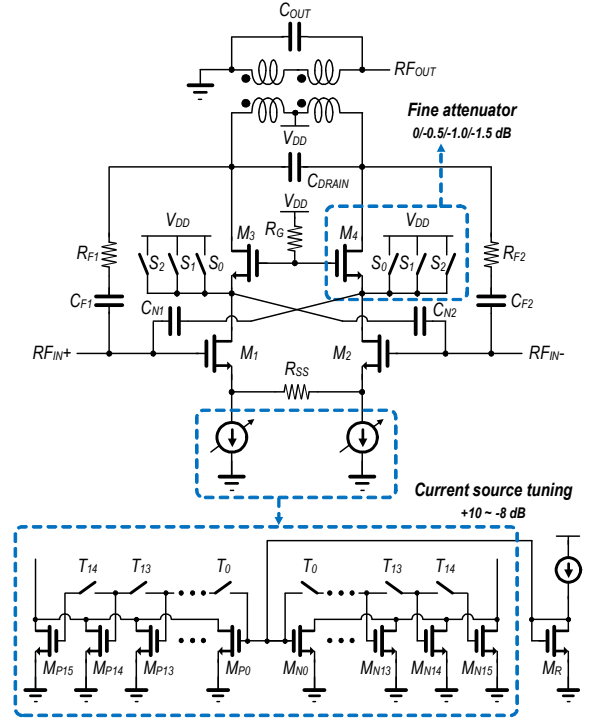 COUT
RFOUT
VDD
Fine attenuator
0/-0.5/-1.0/-1.5 dB
CDRAIN
VDD
RG
M3
M4
VDD
S2 S1 S0
VDD
S0 S1 S2
RF1
RF2
CF1
CN1
CN2
CF2
RFIN+
M1
M2
RFIN-
RSS
Current source tuning
+10 ~ -8 dB
T14 T13 T0 T0 T13 T14
MP15 MP14 MP13 MP0 MN0 MN13 MN14 MN15 MR